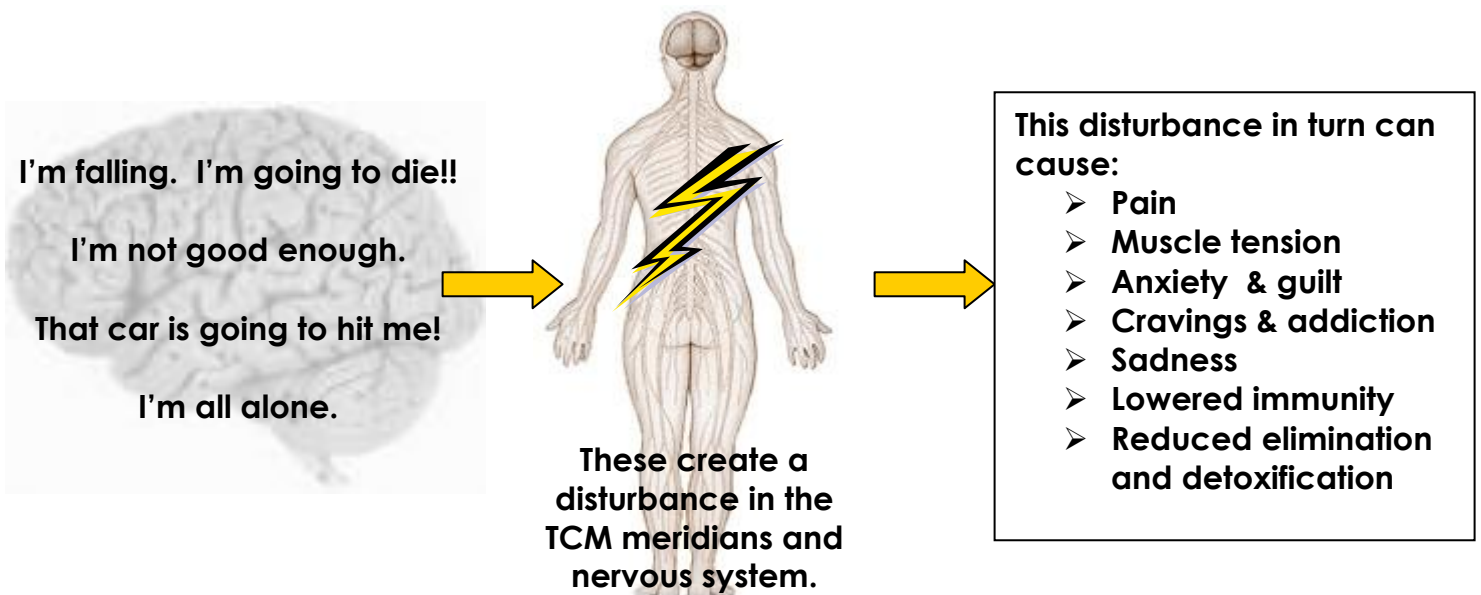 I'm falling.  I'm going to die!!
I'm not good enough.
That car is going to hit me!
I'm all alone.
These create a
disturbance in the
TCM meridians and
nervous system.
This disturbance in turn can
cause:
➢ Pain
➢ Muscle tension
➢ Anxiety  & guilt
➢ Cravings & addiction
➢ Sadness
➢ Lowered immunity
➢ Reduced elimination
and detoxification